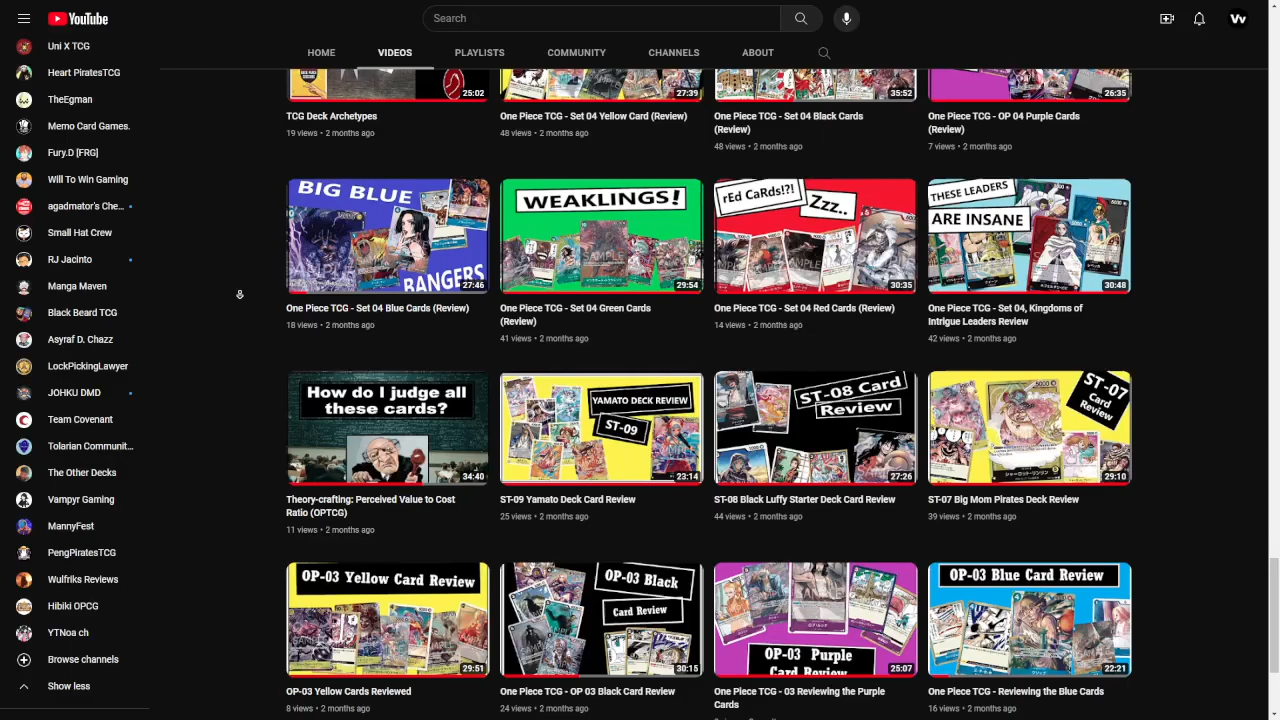 YouTube
Search
Vv
HOME
VIDEOS
PLAYLISTS
COMMUNITY
CHANNELS
ABOUT
Uni X TCG
Heart PiratesTCG
TheEgman
Memo Card Games.
Fury.D [FRG]
Will To Win Gaming
agadmator's Che...
Small Hat Crew
RJ Jacinto
Manga Maven
Black Beard TCG
Asyraf D. Chazz
LockPickingLawyer
JOHKU DMD
Team Covenant
Tolarian Communit...
The Other Decks
Vampyr Gaming
MannyFest
PengPiratesTCG
Wulfriks Reviews
Hibiki OPCG
YTNoa ch
Browse channels
Show less
25:02
TCG Deck Archetypes
19 views • 2 months ago
27:39
One Piece TCG - Set 04 Yellow Card (Review)
48 views • 2 months ago
35:52
One Piece TCG - Set 04 Black Cards
(Review)
48 views • 2 months ago
26:35
One Piece TCG - OP 04 Purple Cards
(Review)
7 views • 2 months ago
BIG BLUE
BANGERS
27:46
One Piece TCG - Set 04 Blue Cards (Review)
18 views • 2 months ago
WEAKLINGS!
29:54
One Piece TCG - Set 04 Green Cards
(Review)
41 views • 2 months ago
rEd CaRds!?!
Zzz..
30:35
One Piece TCG - Set 04 Red Cards (Review)
14 views • 2 months ago
THESE LEADERS
ARE INSANE
30:48
One Piece TCG - Set 04, Kingdoms of
Intrigue Leaders Review
42 views • 2 months ago
How do I judge all
these cards?
34:40
Theory-crafting: Perceived Value to Cost
Ratio (OPTCG)
11 views • 2 months ago
YAMATO DECK REVIEW
ST-09
23:14
ST-09 Yamato Deck Card Review
25 views • 2 months ago
ST-08 Card
Review
27:26
ST-08 Black Luffy Starter Deck Card Review
44 views • 2 months ago
ST-07
Card
Review
シャーロット・リンリン
29:10
ST-07 Big Mom Pirates Deck Review
39 views • 2 months ago
OP-03 Yellow Card Review
29:51
OP-03 Yellow Cards Reviewed
8 views • 2 months ago
OP-03 Black
Card Review
30:15
One Piece TCG - OP 03 Black Card Review
24 views • 2 months ago
OP-03 Purple
Card Review
25:07
One Piece TCG - 03 Reviewing the Purple
Cards
OP-03 Blue Card Review
22:21
One Piece TCG - Reviewing the Blue Cards
16 views • 2 months ago